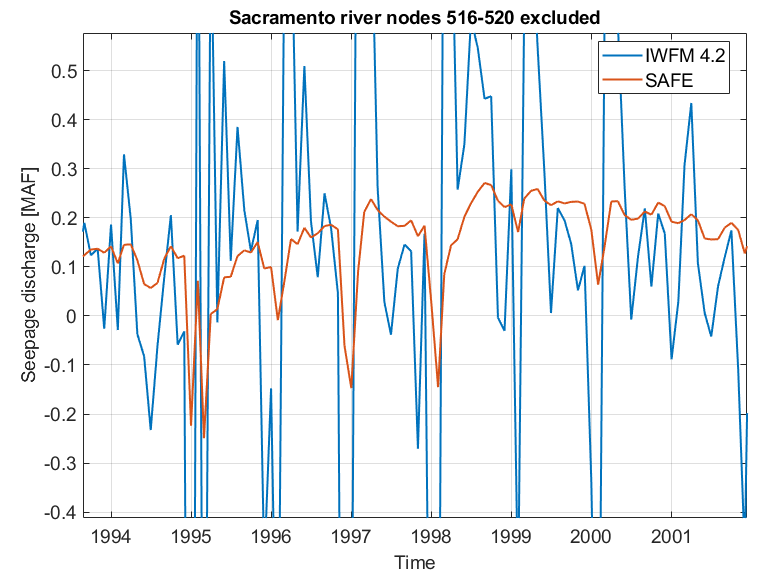 Sacramento river nodes 516-520 excluded
IWFM 4.2
SAFE
Seepage discharge [MAF]
0.5
0.4
0.3
0.2
0.1
0
-0.1
-0.2
-0.3
-0.4
1994 1995 1996 1997 1998 1999 2000 2001
Time